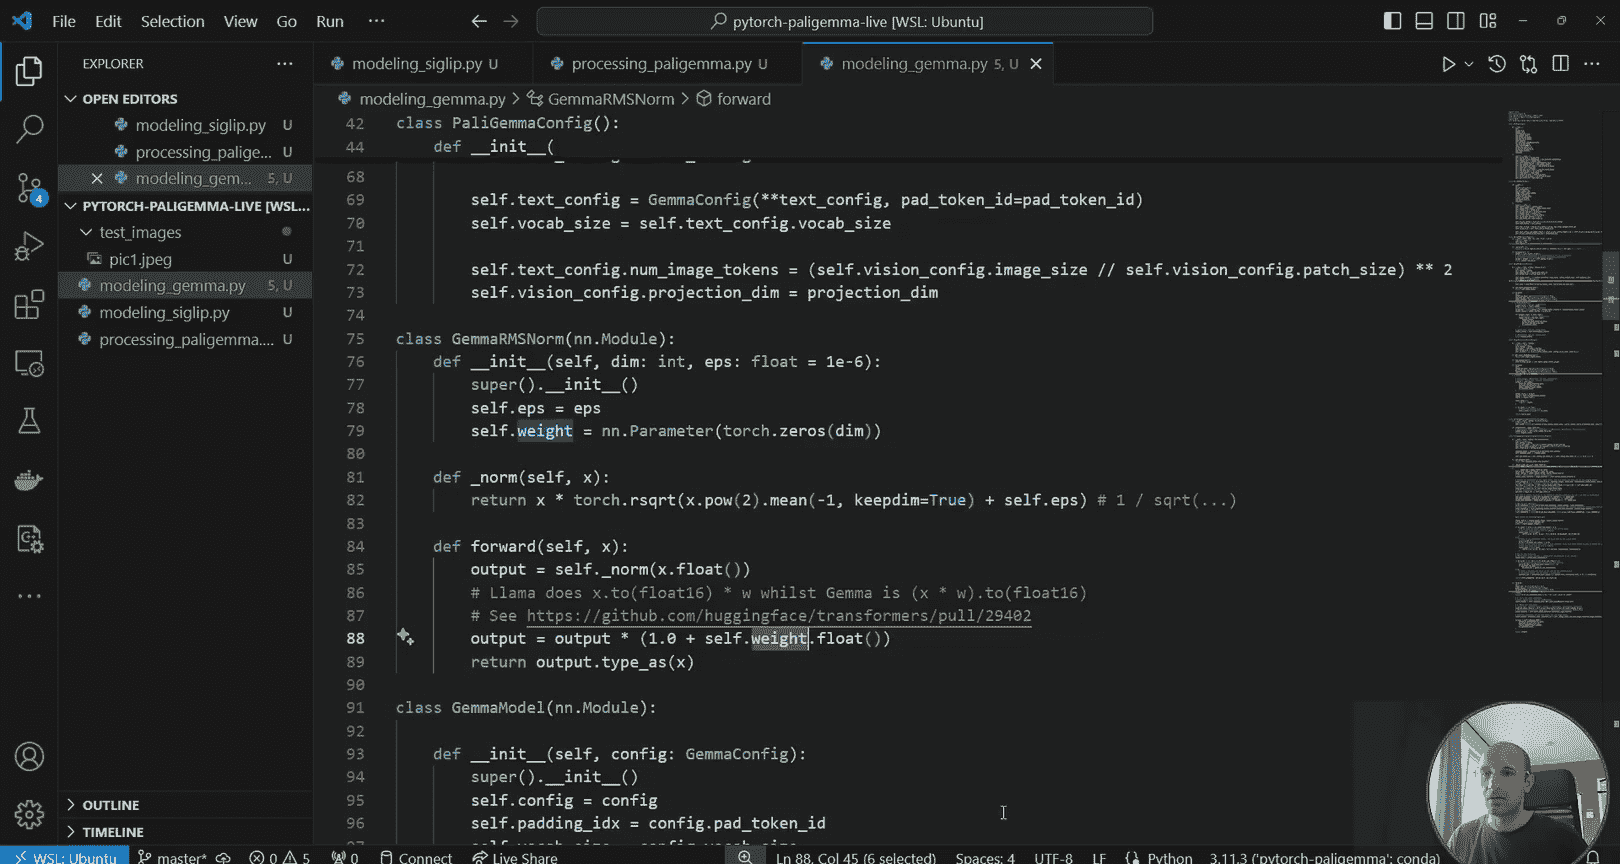 File Edit Selection View Go Run ···
pytorch-paligemma-live [WSL: Ubuntu]
EXPLORER
OPEN EDITORS
modeling_siglip.py U
processing_palige... U
modeling_gem... 5, U
PYTORCH-PALIGEMMA-LIVE [WSL...
test_images
pic1.jpeg U
modeling_gemma.py 5, U
modeling_siglip.py U
processing_paligemma.... U
OUTLINE
TIMELINE
4
modeling_siglip.py U processing_paligemma.py U modeling_gemma.py 5, U
modeling_gemma.py > GemmaRMSNorm > forward
42 class PaliGemmaConfig():
44 def __init__(
68
69 self.text_config = GemmaConfig(**text_config, pad_token_id=pad_token_id)
70 self.vocab_size = self.text_config.vocab_size
71
72 self.text_config.num_image_tokens = (self.vision_config.image_size // self.vision_config.patch_size) ** 2
73 self.vision_config.projection_dim = projection_dim
74
75 class GemmaRMSNorm(nn.Module):
76 def __init__(self, dim: int, eps: float = 1e-6):
77 super().__init__()
78 self.eps = eps
79 self.weight = nn.Parameter(torch.zeros(dim))
80
81 def _norm(self, x):
82 return x * torch.rsqrt(x.pow(2).mean(-1, keepdim=True) + self.eps) # 1 / sqrt(...)
83
84 def forward(self, x):
85 output = self._norm(x.float())
86 # Llama does x.to(float16) * w whilst Gemma is (x * w).to(float16)
87 # See https://github.com/huggingface/transformers/pull/29402
88 output = output * (1.0 + self.weight.float())
89 return output.type_as(x)
90
91 class GemmaModel(nn.Module):
92
93 def __init__(self, config: GemmaConfig):
94 super().__init__()
95 self.config = config
96 self.padding_idx = config.pad_token_id
WSL: Ubuntu master* 0 5 0 Connect Live Share Ln 88, Col 45 (6 selected) Spaces: 4 UTF-8 LF Python 3.11.3 ('pytorch-paligemma': conda)